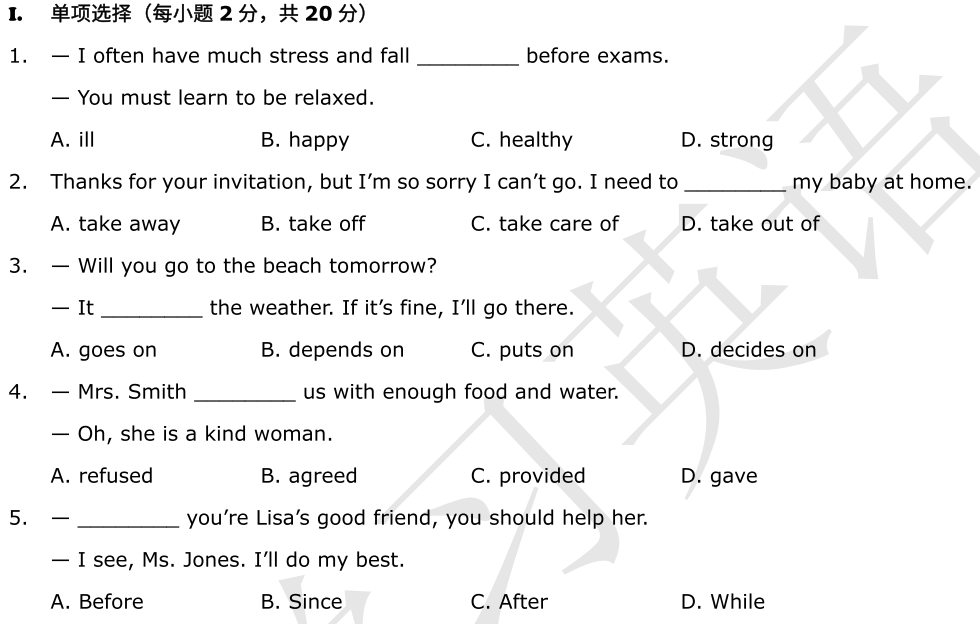 I. 单项选择（每小题 2 分，共 20 分）
1. — I often have much stress and fall ________ before exams.
— You must learn to be relaxed.
A. ill B. happy C. healthy D. strong
2. Thanks for your invitation, but I’m so sorry I can’t go. I need to ________ my baby at home.
A. take away B. take off C. take care of D. take out of
3. — Will you go to the beach tomorrow?
— It ________ the weather. If it’s fine, I’ll go there.
A. goes on B. depends on C. puts on D. decides on
4. — Mrs. Smith ________ us with enough food and water.
— Oh, she is a kind woman.
A. refused B. agreed C. provided D. gave
5. — ________ you’re Lisa’s good friend, you should help her.
— I see, Ms. Jones. I’ll do my best.
A. Before B. Since C. After D. While
习英语